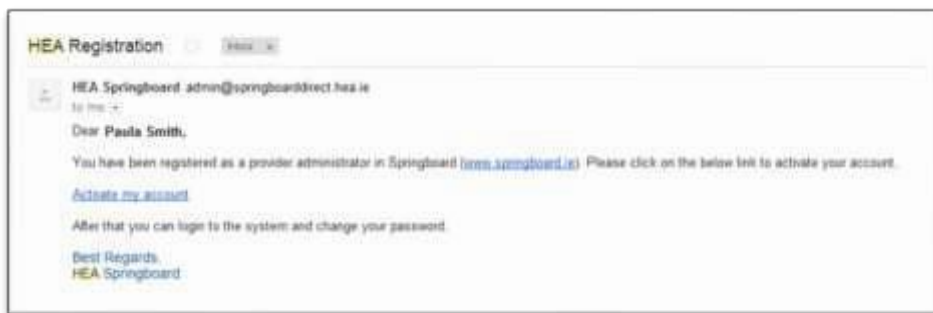 HEA Registration Inbox x
HEA Springboard admin@springboarddirect.hea.ie
to me
Dear Paula Smith,
You have been registered as a provider administrator in Springboard (www.springboard.ie). Please click on the below link to activate your account.
Activate my account
After that you can login to the system and change your password.
Best Regards,
HEA Springboard